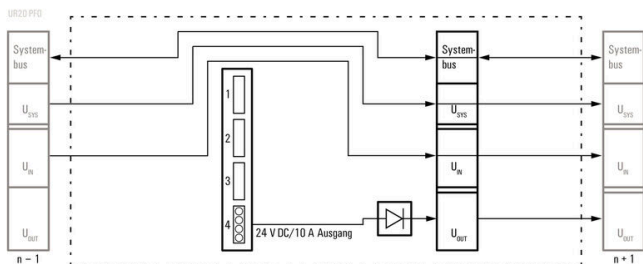 UR20 PF0
System-
bus
U_SYS
U_IN
U_OUT
n – 1
1
2
3
4
24 V DC/10 A Ausgang
System-
bus
U_SYS
U_IN
U_OUT
System-
bus
U_SYS
U_IN
U_OUT
n + 1